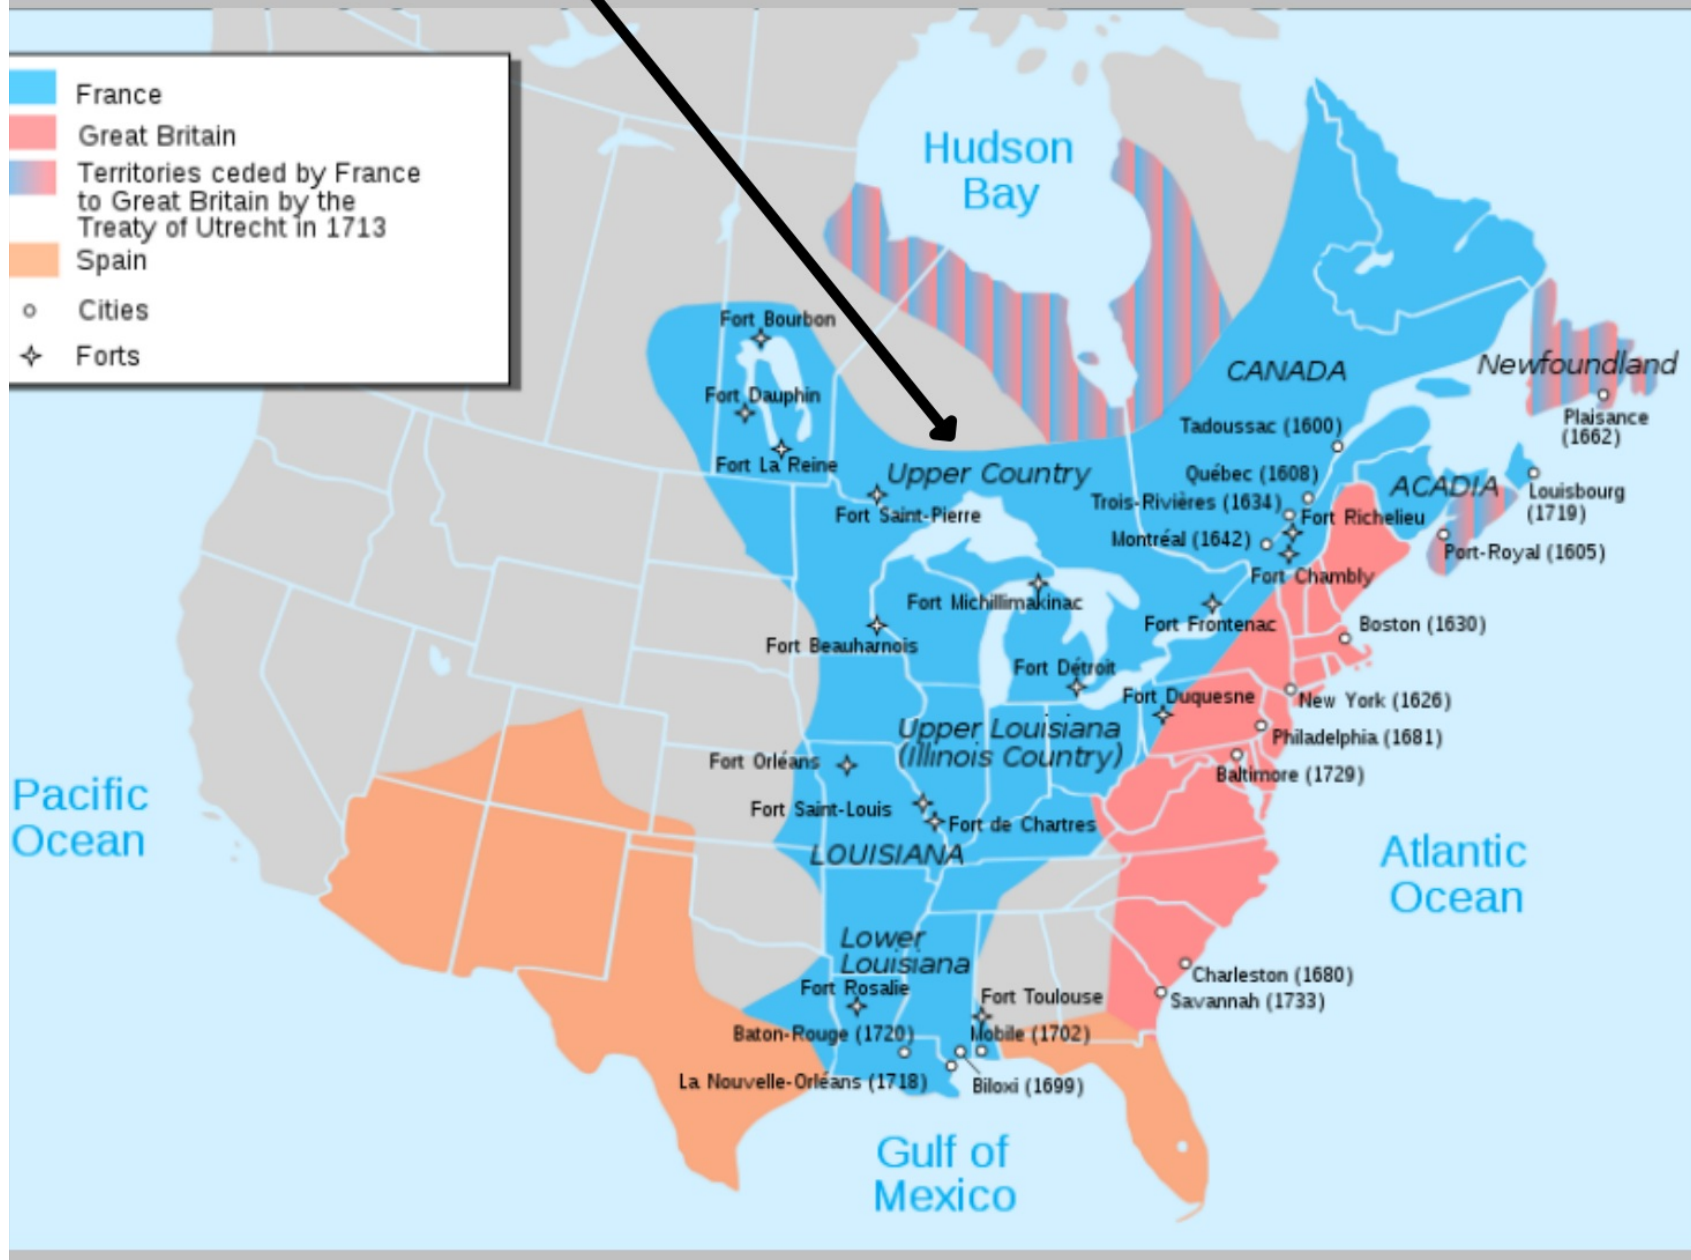 France
Great Britain
Territories ceded by France
to Great Britain by the
Treaty of Utrecht in 1713
Spain
Cities
Forts
Hudson
Bay
Fort Bourbon
Fort Dauphin
Fort La Reine
CANADA
Newfoundland
Plaisance
(1662)
Tadoussac (1600)
Upper Country
Québec (1608)
ACADIA
Louisbourg
(1719)
Trois-Rivières (1634)
Fort Saint-Pierre
Fort Richelieu
Montréal (1642)
Port-Royal (1605)
Fort Chambly
Fort Michillimakinac
Fort Frontenac
Boston (1630)
Fort Beauharnois
Fort Détroit
Fort Duquesne
New York (1626)
Upper Louisiana
(Illinois Country)
Philadelphia (1681)
Fort Orléans
Baltimore (1729)
Pacific
Ocean
Fort Saint-Louis
Fort de Chartres
LOUISIANA
Atlantic
Ocean
Lower
Louisiana
Charleston (1680)
Fort Rosalie
Fort Toulouse
Savannah (1733)
Baton-Rouge (1720)
Mobile (1702)
La Nouvelle-Orléans (1718)
Biloxi (1699)
Gulf of
Mexico